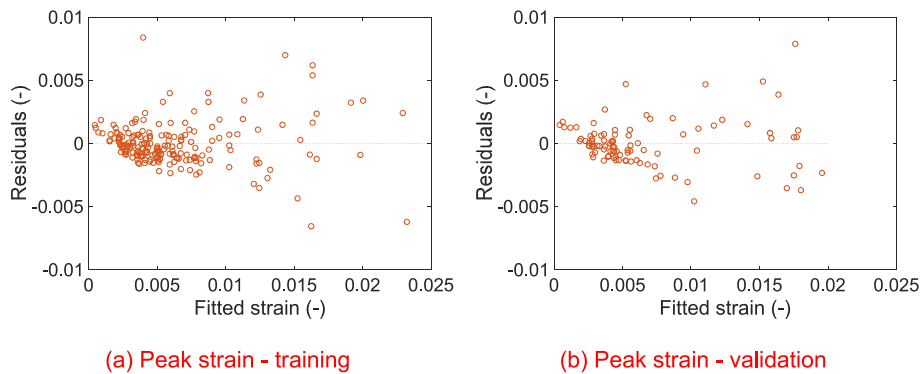 0.01
0.005
0
-0.005
-0.01
Residuals (-)
0 0.005 0.01 0.015 0.02 0.025
Fitted strain (-)
(a) Peak strain - training
0.01
0.005
0
-0.005
-0.01
Residuals (-)
0 0.005 0.01 0.015 0.02 0.025
Fitted strain (-)
(b) Peak strain - validation